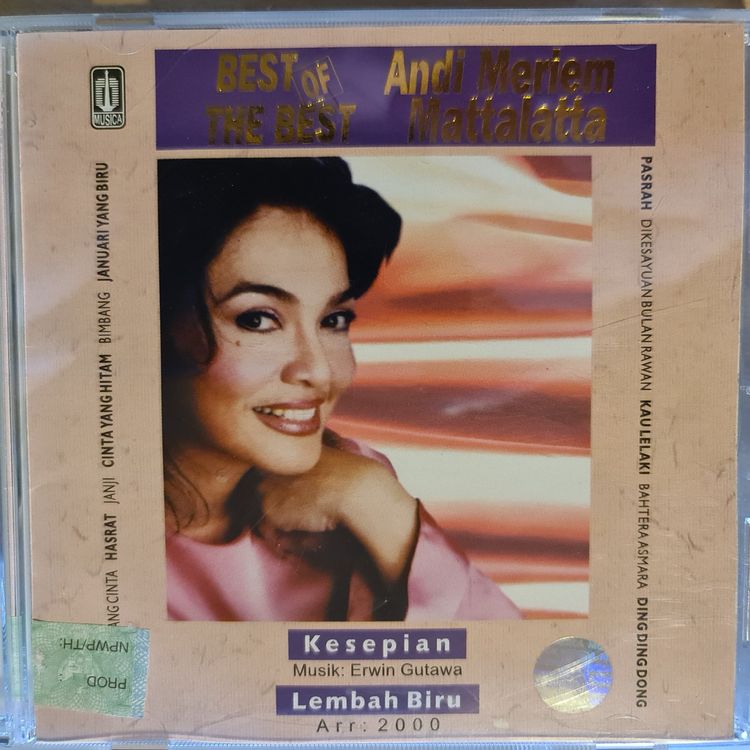 BEST OF
THE BEST
Andi Meriem
Mattalatta
MUSICA
HASRAT JANJI CINTA YANG HITAM BIMBANG JANUARI YANG BIRU
PASRAH DIKESAYUAN BULAN RAWAN KAU LELAKI BAHTERA ASMARA DING DING DONG
Kesepian
Musik: Erwin Gutawa
Lembah Biru
Arr: 2000
PROD
NPWP/TH: